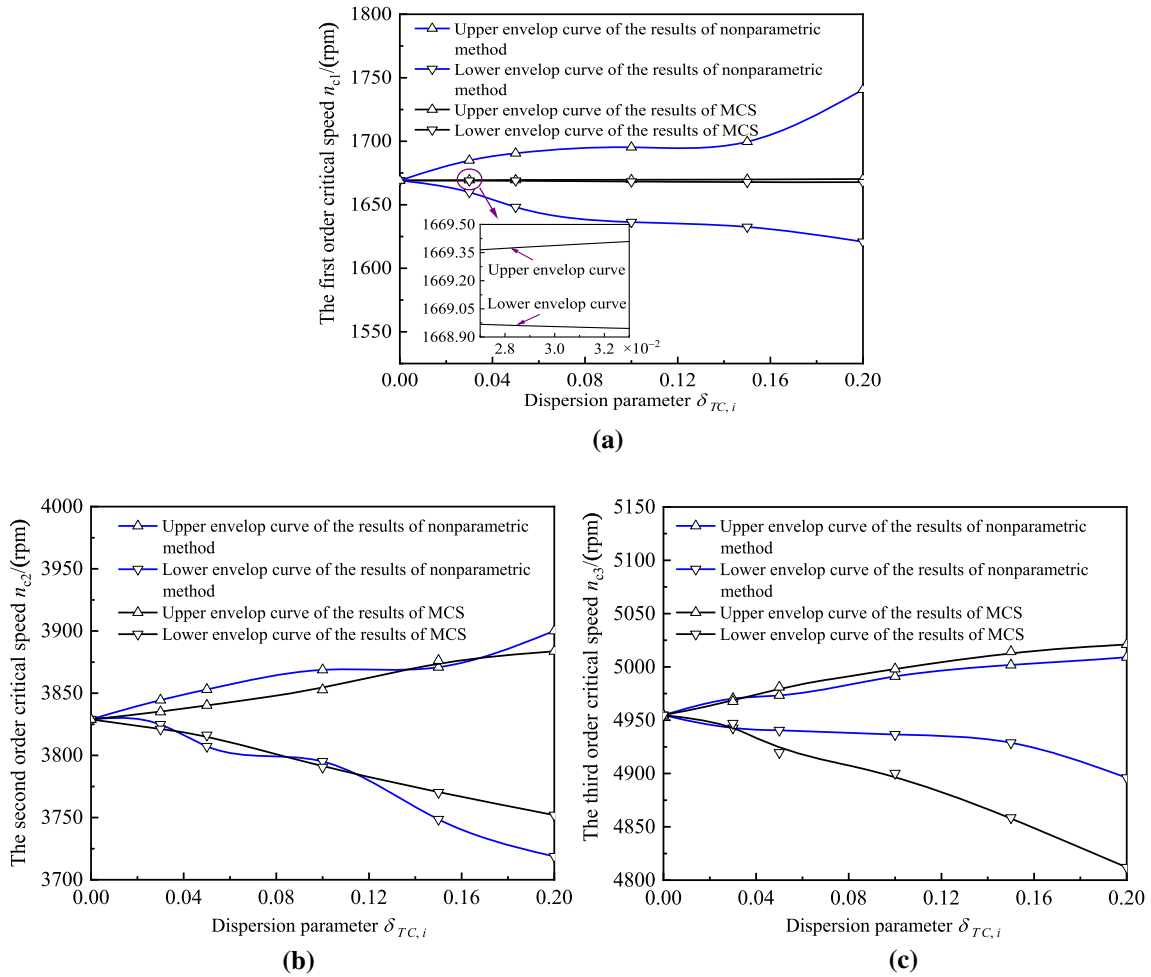 1800
1750
1700
1650
1600
1550
The first order critical speed n_c1/(rpm)
Upper envelop curve of the results of nonparametric
method
Lower envelop curve of the results of nonparametric
method
Upper envelop curve of the results of MCS
Lower envelop curve of the results of MCS
1669.50
1669.35
1669.20
1669.05
1668.90
Upper envelop curve
Lower envelop curve
2.8 3.0 3.2 ×10⁻²
0.00 0.04 0.08 0.12 0.16 0.20
Dispersion parameter δ_TC, i
(a)
4000
3950
3900
3850
3800
3750
3700
The second order critical speed n_c2/(rpm)
Upper envelop curve of the results of nonparametric
method
Lower envelop curve of the results of nonparametric
method
Upper envelop curve of the results of MCS
Lower envelop curve of the results of MCS
0.00 0.04 0.08 0.12 0.16 0.20
Dispersion parameter δ_TC, i
(b)
5150
5100
5050
5000
4950
4900
4850
4800
The third order critical speed n_c3/(rpm)
Upper envelop curve of the results of nonparametric
method
Lower envelop curve of the results of nonparametric
method
Upper envelop curve of the results of MCS
Lower envelop curve of the results of MCS
0.00 0.04 0.08 0.12 0.16 0.20
Dispersion parameter δ_TC, i
(c)